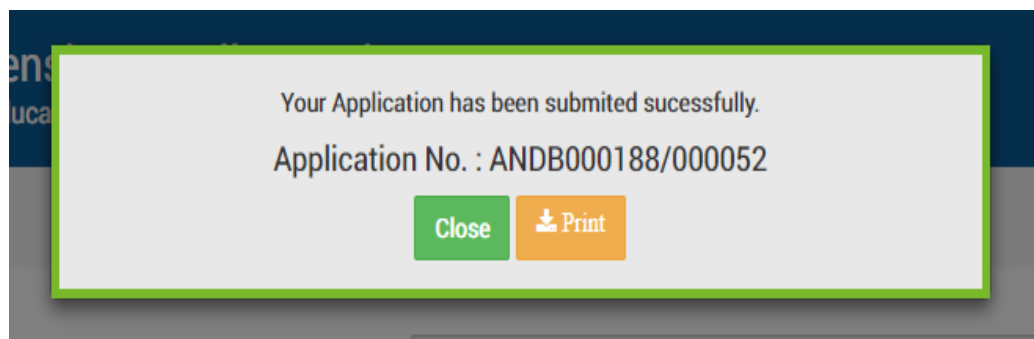 Your Application has been submited sucessfully.
Application No. : ANDB000188/000052
Close
Print